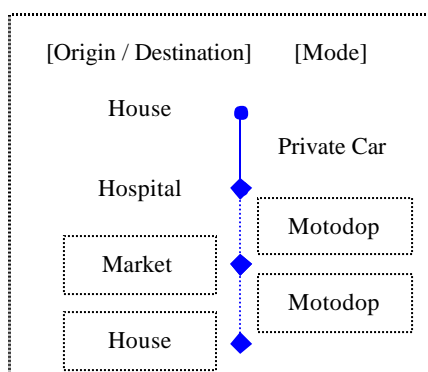 [Origin / Destination] [Mode]
House
Private Car
Hospital
Motodop
Market
Motodop
House